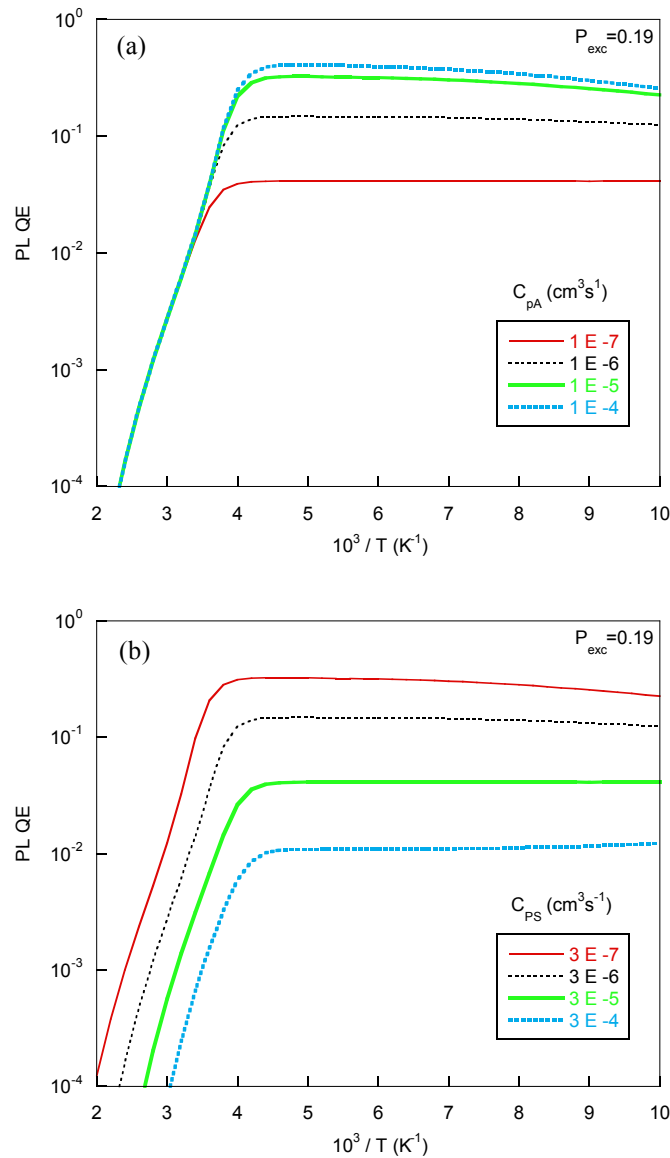 (a)
P_exc=0.19
10^0
10^-1
10^-2
10^-3
10^-4
PL QE
C_pA (cm^3s^1)
1 E -7
1 E -6
1 E -5
1 E -4
2 3 4 5 6 7 8 9 10
10^3 / T (K^-1)
(b)
P_exc=0.19
10^0
10^-1
10^-2
10^-3
10^-4
PL QE
C_PS (cm^3s^-1)
3 E -7
3 E -6
3 E -5
3 E -4
2 3 4 5 6 7 8 9 10
10^3 / T (K^-1)